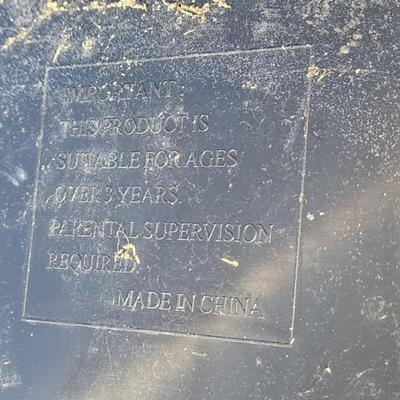 IMPORTANT:
THIS PRODUCT IS
SUITABLE FOR AGES
OVER 3 YEARS.
PARENTAL SUPERVISION
REQUIRED.
MADE IN CHINA